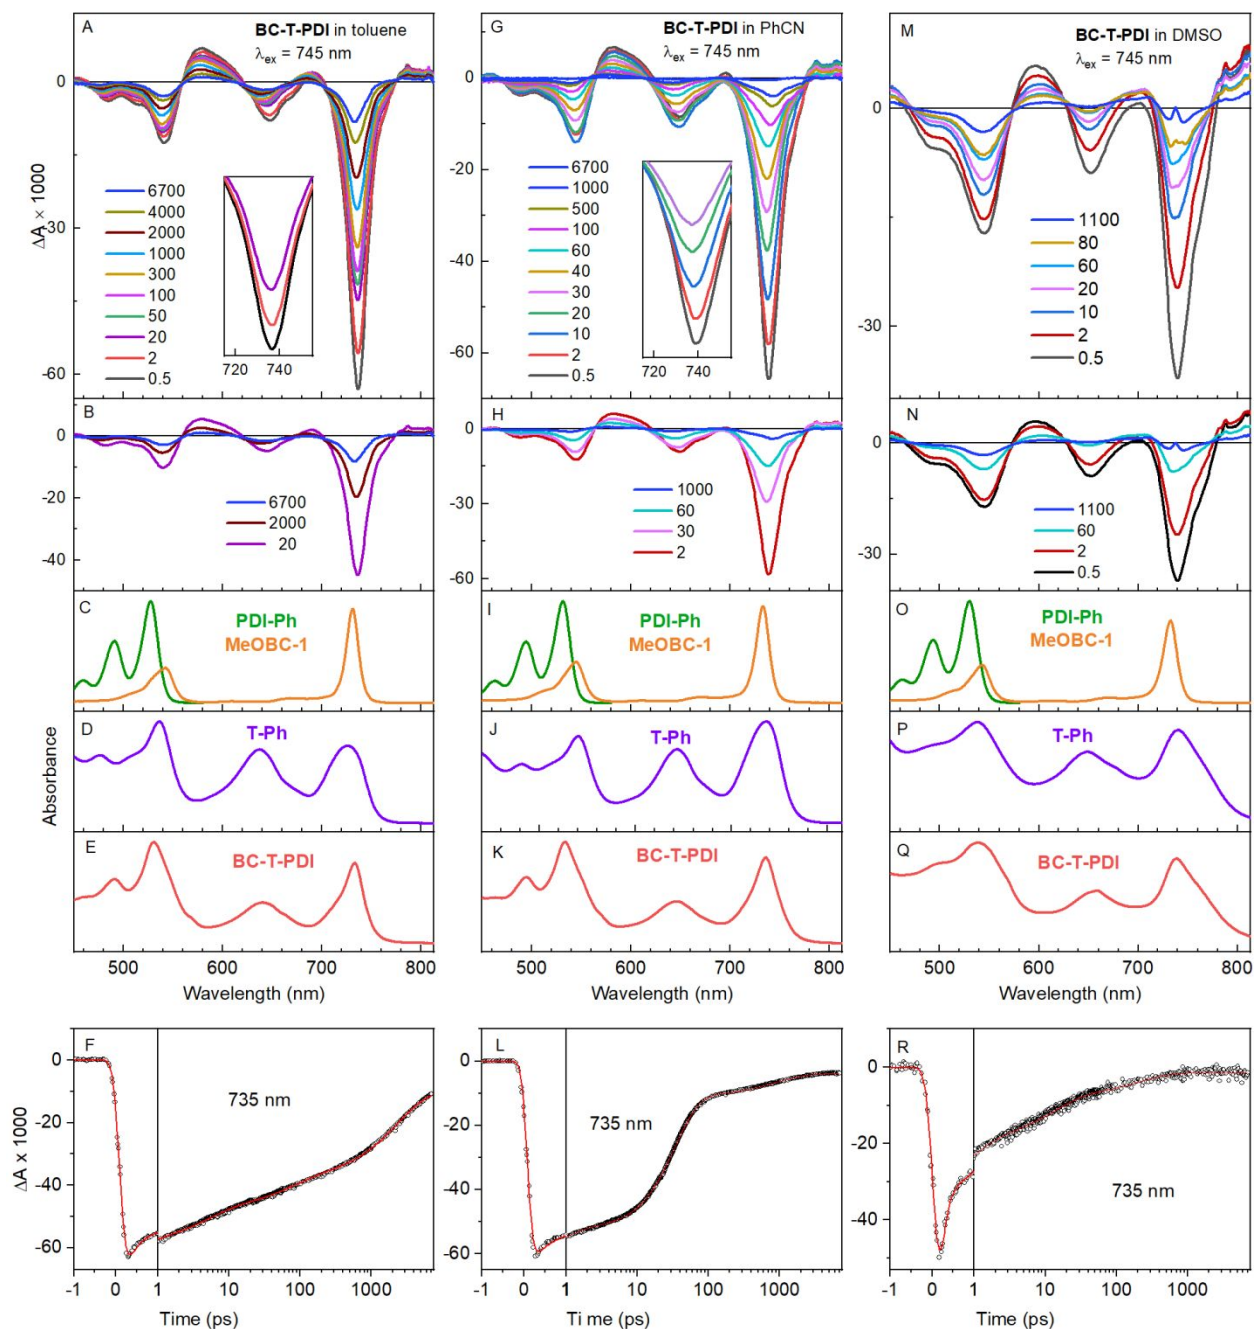 A
BC-T-PDI in toluene
λex = 745 nm
0
-30
-60
ΔA × 1000
6700
4000
2000
1000
300
100
50
20
2
0.5
720 740
G
BC-T-PDI in PhCN
λex = 745 nm
0
-20
-40
-60
6700
1000
500
100
60
40
30
20
10
2
0.5
720 740
M
BC-T-PDI in DMSO
λex = 745 nm
0
-30
1100
80
60
20
10
2
0.5
B
0
-20
-40
6700
2000
20
H
0
-30
-60
1000
60
30
2
N
0
-30
1100
60
2
0.5
C
PDI-Ph
MeOBC-1
I
PDI-Ph
MeOBC-1
O
PDI-Ph
MeOBC-1
Absorbance
D
T-Ph
J
T-Ph
P
T-Ph
E
BC-T-PDI
K
BC-T-PDI
Q
BC-T-PDI
500 600 700 800
500 600 700 800
500 600 700 800
Wavelength (nm)
Wavelength (nm)
Wavelength (nm)
F
735 nm
0
-20
-40
-60
ΔA x 1000
-1 0 1 10 100 1000
Time (ps)
L
735 nm
0
-20
-40
-60
-1 0 1 10 100 1000
Ti me (ps)
R
735 nm
0
-20
-40
-1 0 1 10 100 1000
Time (ps)